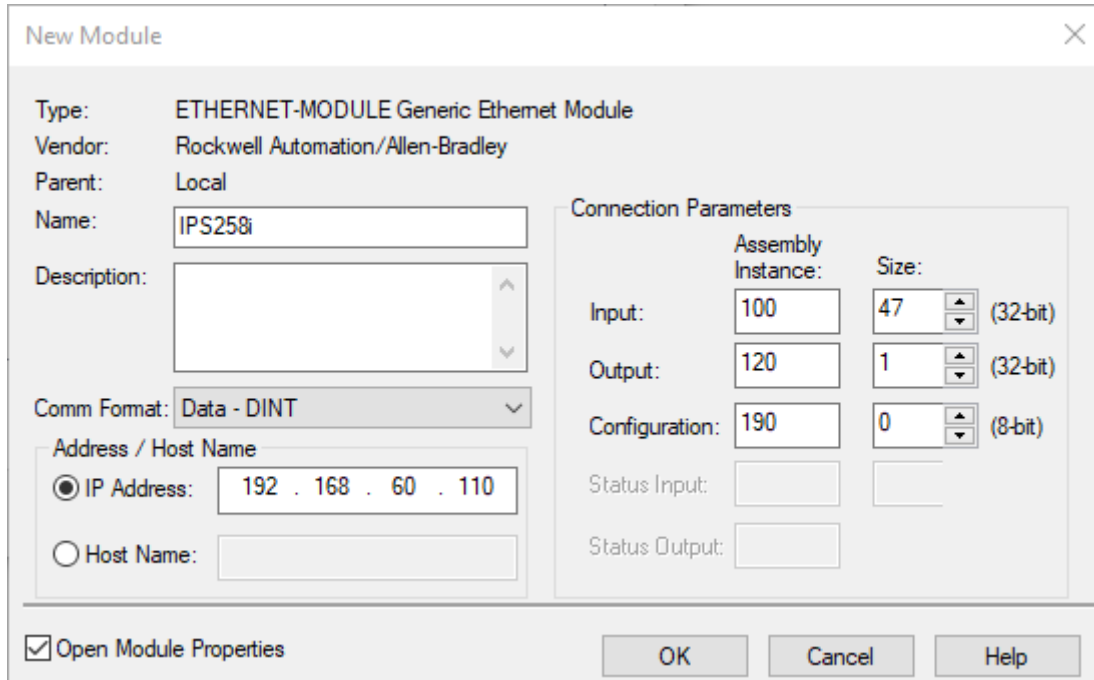 New Module
Type: ETHERNET-MODULE Generic Ethernet Module
Vendor: Rockwell Automation/Allen-Bradley
Parent: Local
Name: IPS258i
Description:
Comm Format: Data - DINT
Address / Host Name
IP Address: 192 . 168 . 60 . 110
Host Name:
Connection Parameters
Assembly
Instance: Size:
Input: 100 47 (32-bit)
Output: 120 1 (32-bit)
Configuration: 190 0 (8-bit)
Status Input:
Status Output:
Open Module Properties
OK Cancel Help